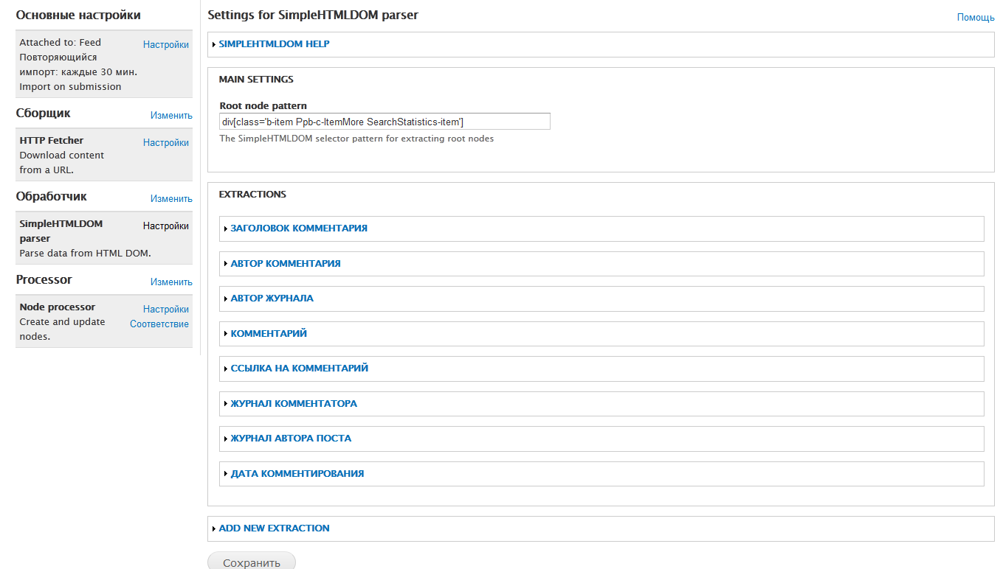 Основные настройки
Attached to: Feed
Настройки
Повторяющийся
импорт: каждые 30 мин.
Import on submission
Сборщик
Изменить
HTTP Fetcher
Настройки
Download content
from a URL.
Обработчик
Изменить
SimpleHTMLDOM
Настройки
parser
Parse data from HTML DOM.
Processor
Изменить
Node processor
Настройки
Create and update
Соответствие
nodes.
Settings for SimpleHTMLDOM parser
Помощь
SIMPLEHTMLDOM HELP
MAIN SETTINGS
Root node pattern
div[class='b-item Ppb-c-ItemMore SearchStatistics-item']
The SimpleHTMLDOM selector pattern for extracting root nodes
EXTRACTIONS
ЗАГОЛОВОК КОММЕНТАРИЯ
АВТОР КОММЕНТАРИЯ
АВТОР ЖУРНАЛА
КОММЕНТАРИЙ
ССЫЛКА НА КОММЕНТАРИЙ
ЖУРНАЛ КОММЕНТАТОРА
ЖУРНАЛ АВТОРА ПОСТА
ДАТА КОММЕНТИРОВАНИЯ
ADD NEW EXTRACTION
Сохранить